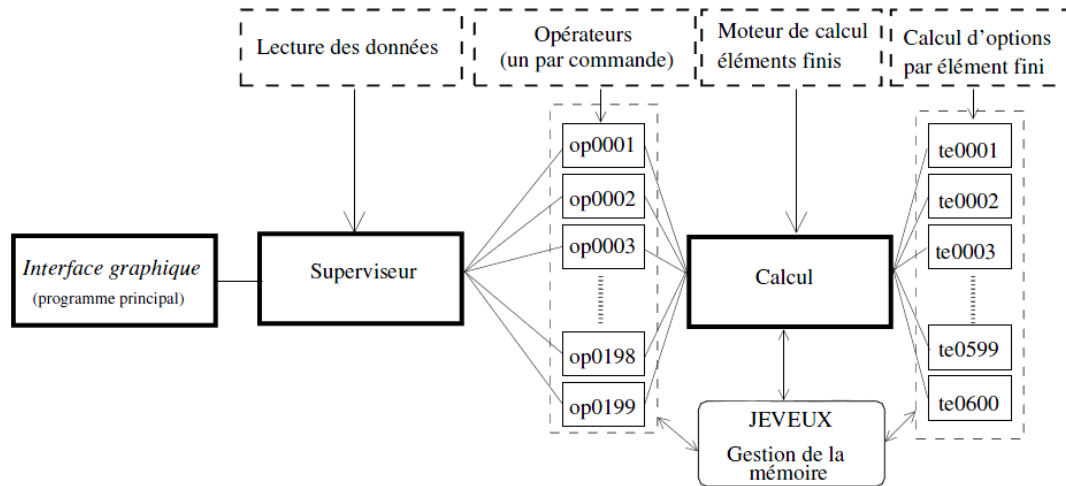 Lecture des données
Opérateurs
(un par commande)
Moteur de calcul
éléments finis
Calcul d'options
par élément fini
Interface graphique
(programme principal)
Superviseur
op0001
op0002
op0003
op0198
op0199
Calcul
JEVEUX
Gestion de la
mémoire
te0001
te0002
te0003
te0599
te0600